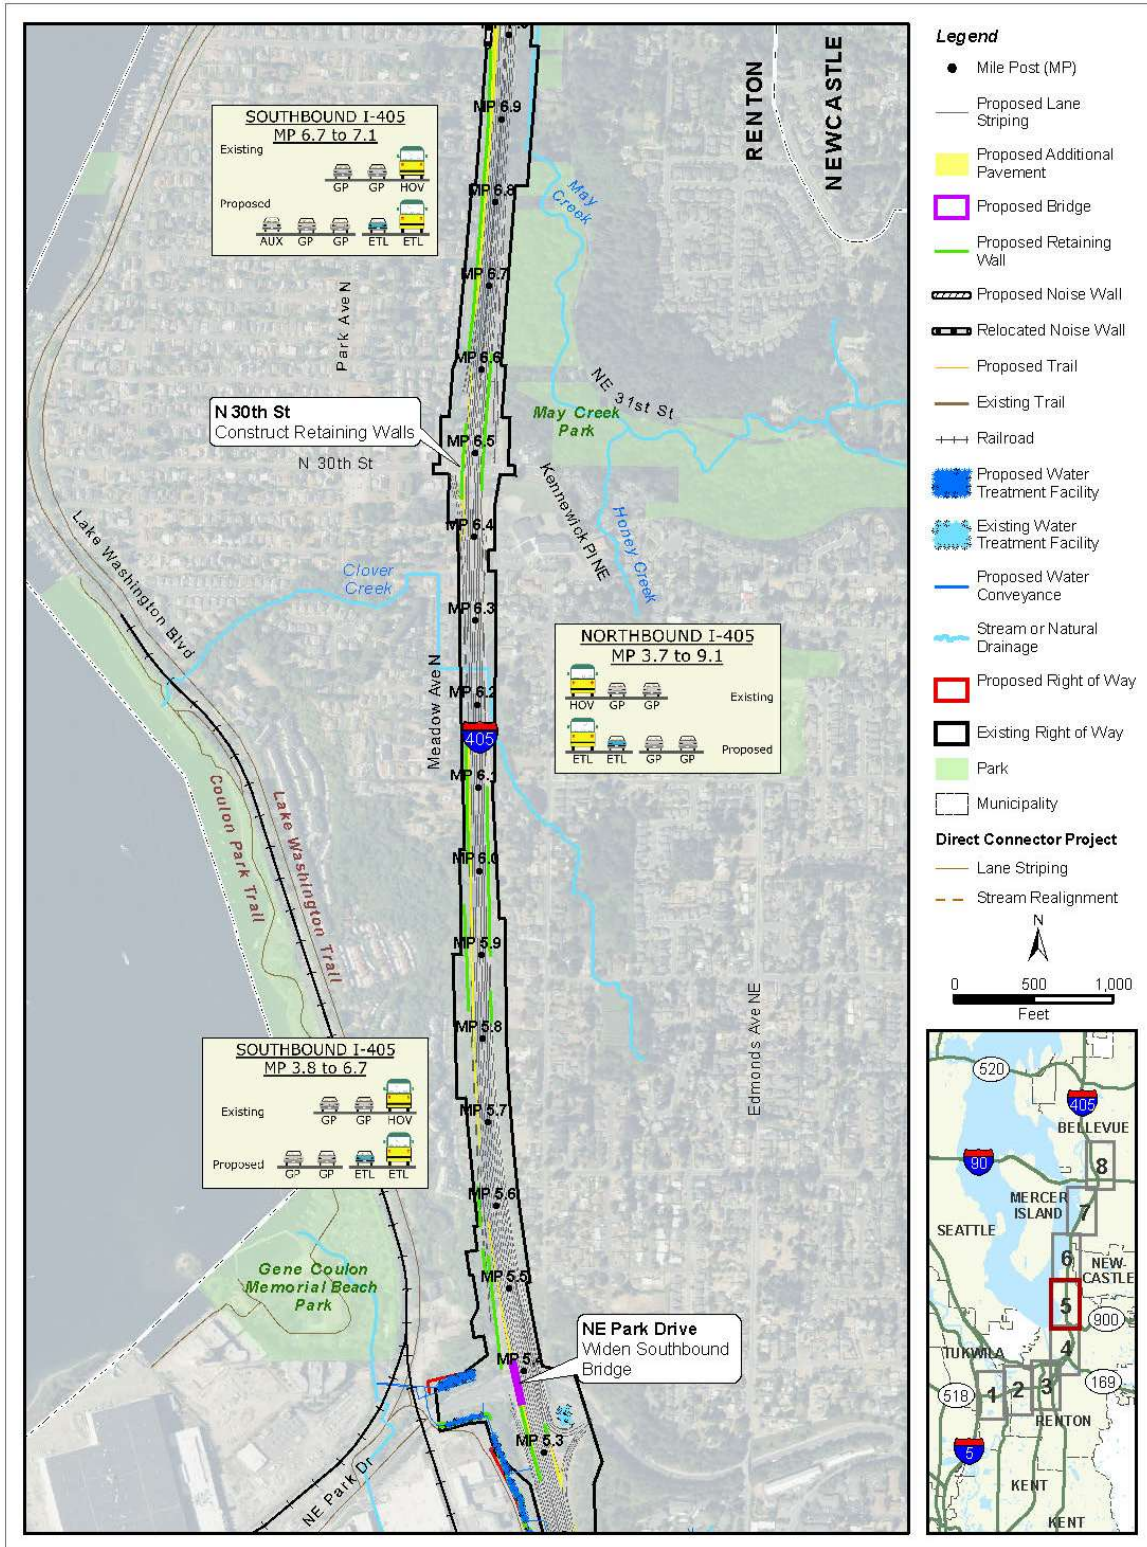 MP 6.9
RENTON
NEWCASTLE
SOUTHBOUND I-405
MP 6.7 to 7.1
Existing
GP GP HOV
Proposed
AUX GP GP ETL ETL
MP 6.8
May
Creek
MP 6.7
Park Ave N
MP 6.6
NE 31st St
May Creek
Park
N 30th St
Construct Retaining Walls
MP 6.5
N 30th St
Kennewick Pl NE
Honey Creek
MP 6.4
Lake Washington Blvd
Clover
Creek
MP 6.3
Meadow Ave N
NORTHBOUND I-405
MP 3.7 to 9.1
HOV GP GP
Existing
ETL ETL GP GP
Proposed
MP 6.2
405
MP 6.1
Coulon Park Trail
Lake Washington Trail
MP 6.0
MP 5.9
Edmonds Ave NE
MP 5.8
SOUTHBOUND I-405
MP 3.8 to 6.7
Existing
GP GP HOV
Proposed
GP GP ETL ETL
MP 5.7
MP 5.6
Gene Coulon
Memorial Beach
Park
MP 5.5
NE Park Drive
Widen Southbound
Bridge
MP 5.4
MP 5.3
NE Park Dr
Legend
Mile Post (MP)
Proposed Lane
Striping
Proposed Additional
Pavement
Proposed Bridge
Proposed Retaining
Wall
Proposed Noise Wall
Relocated Noise Wall
Proposed Trail
Existing Trail
Railroad
Proposed Water
Treatment Facility
Existing Water
Treatment Facility
Proposed Water
Conveyance
Stream or Natural
Drainage
Proposed Right of Way
Existing Right of Way
Park
Municipality
Direct Connector Project
Lane Striping
Stream Realignment
N
0 500 1,000
Feet
520
405
BELLEVUE
90
8
MERCER
ISLAND
7
SEATTLE
6
NEW-
CASTLE
5
900
4
TUKWILA
518
1
2
3
169
RENTON
5
KENT
KENT